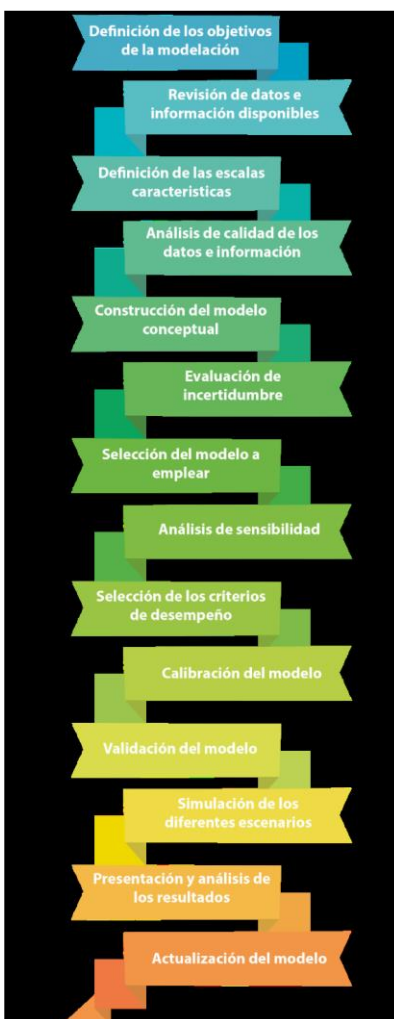 Definición de los objetivos
de la modelación
Revisión de datos e
información disponibles
Definición de las escalas
caracteristicas
Análisis de calidad de los
datos e información
Construcción del modelo
conceptual
Evaluación de
incertidumbre
Selección del modelo a
emplear
Análisis de sensibilidad
Selección de los criterios
de desempeño
Calibración del modelo
Validación del modelo
Simulación de los
diferentes escenarios
Presentación y análisis de
los resultados
Actualización del modelo